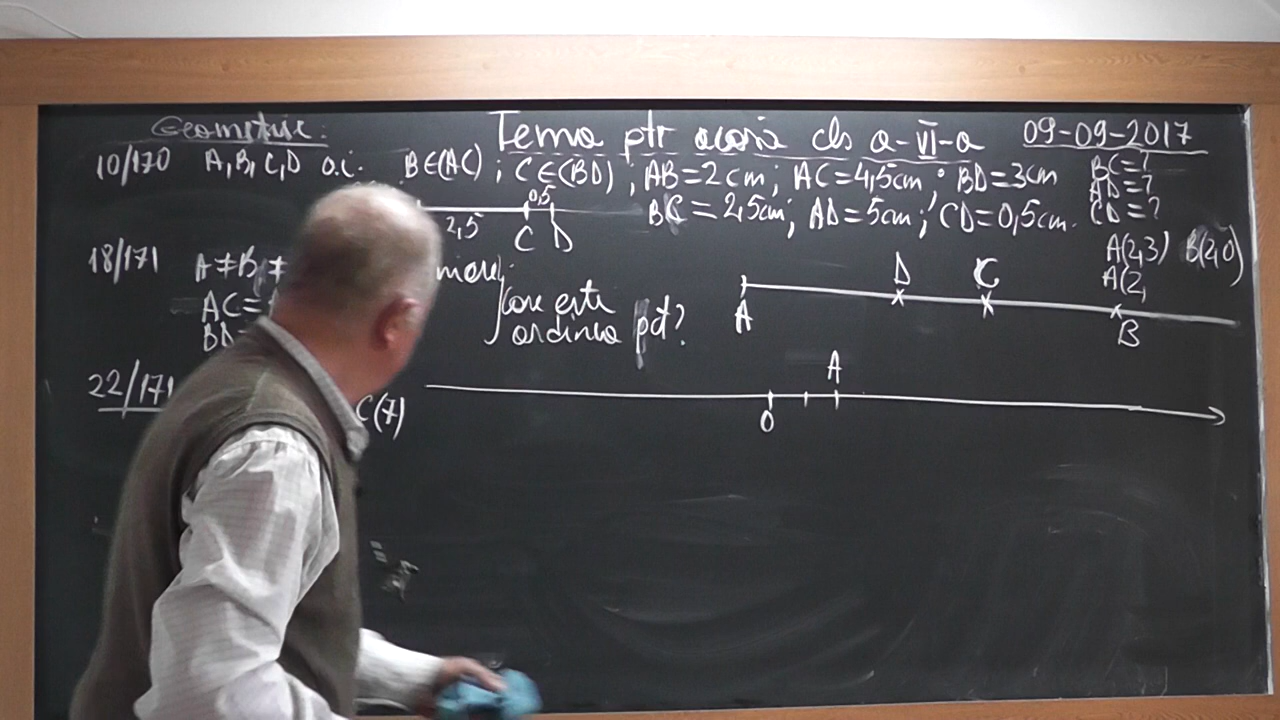 Geometrie: Tema ptr acasă cls a-VI-a 09-09-2017
10/170 A, B, C, D a.î. B∈(AC) ; C∈(BD) ; AB=2cm; AC=4,5cm; BD=3cm BC=?
AD=?
CD=?
BC=2,5cm; AD=5cm; CD=0,5cm.
0,5
2,5
C D
18/171 A≠B≠
AC=
BD=
care este
ordinea pct?
A D C B
A(2,3) B(2,0)
A(2,
22/171 C(7)
O A